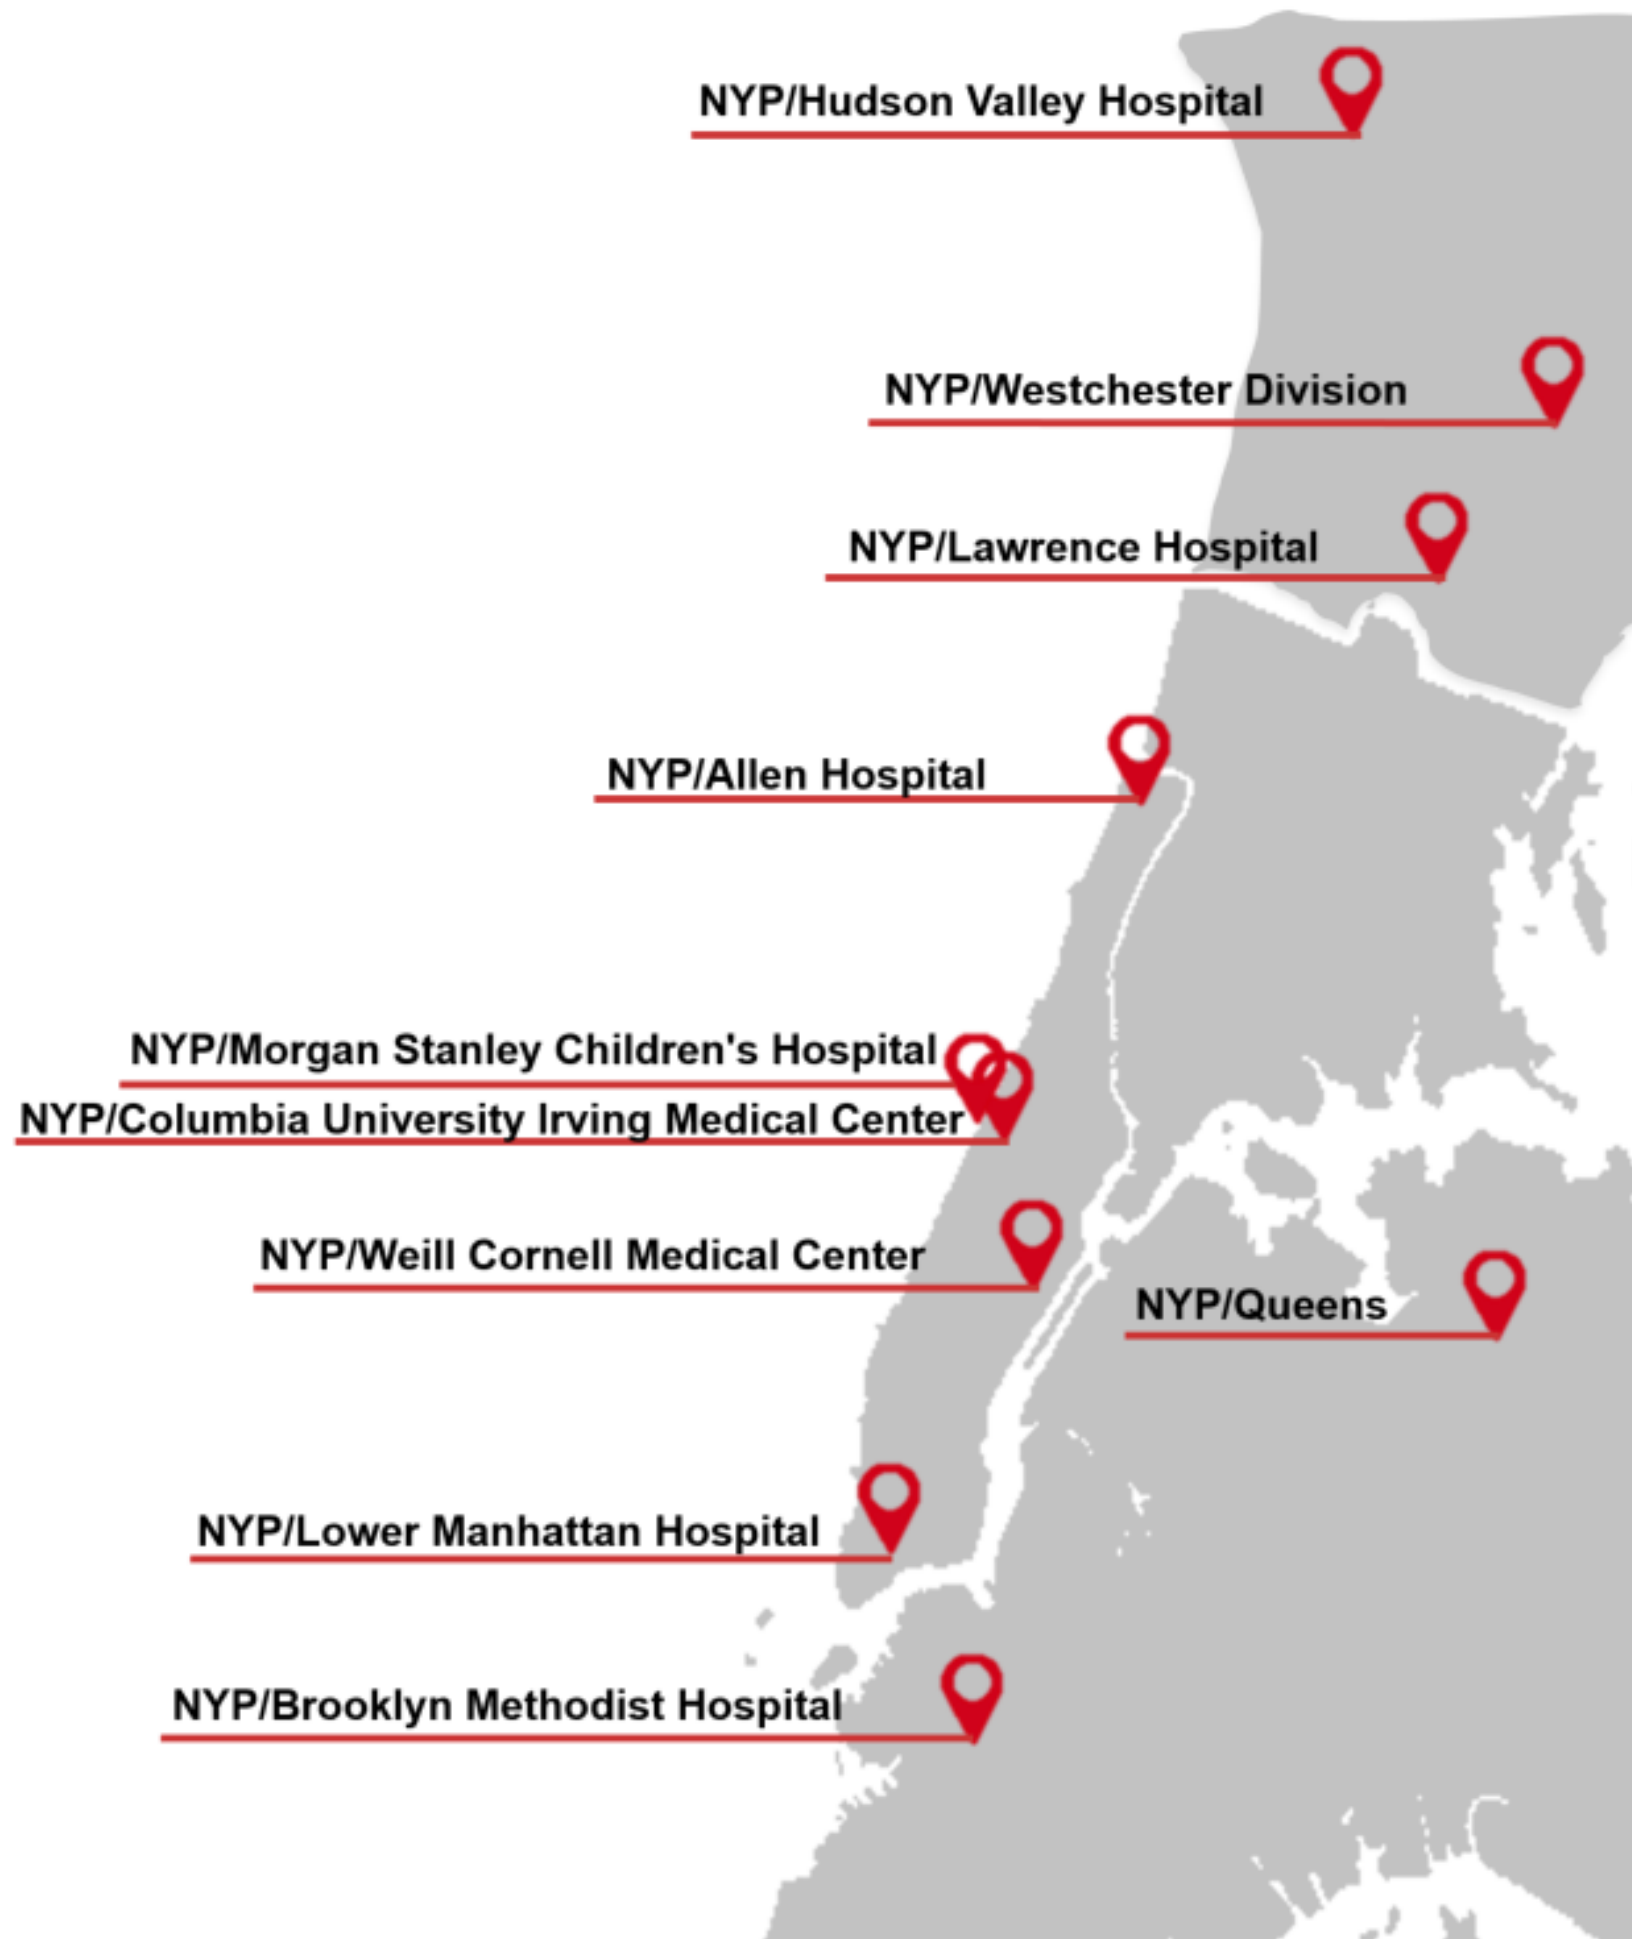 NYP/Hudson Valley Hospital
NYP/Westchester Division
NYP/Lawrence Hospital
NYP/Allen Hospital
NYP/Morgan Stanley Children's Hospital
NYP/Columbia University Irving Medical Center
NYP/Weill Cornell Medical Center
NYP/Queens
NYP/Lower Manhattan Hospital
NYP/Brooklyn Methodist Hospital